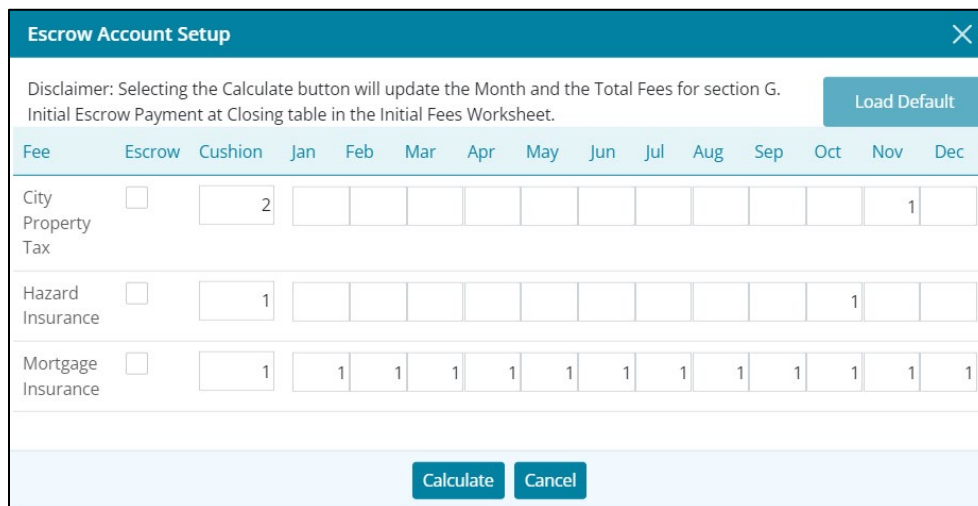 Escrow Account Setup
Disclaimer: Selecting the Calculate button will update the Month and the Total Fees for section G.
Initial Escrow Payment at Closing table in the Initial Fees Worksheet.
Load Default
Fee Escrow Cushion Jan Feb Mar Apr May Jun Jul Aug Sep Oct Nov Dec
City
Property
Tax
2 1
Hazard
Insurance
1 1
Mortgage
Insurance
1 1 1 1 1 1 1 1 1 1 1 1 1
Calculate Cancel